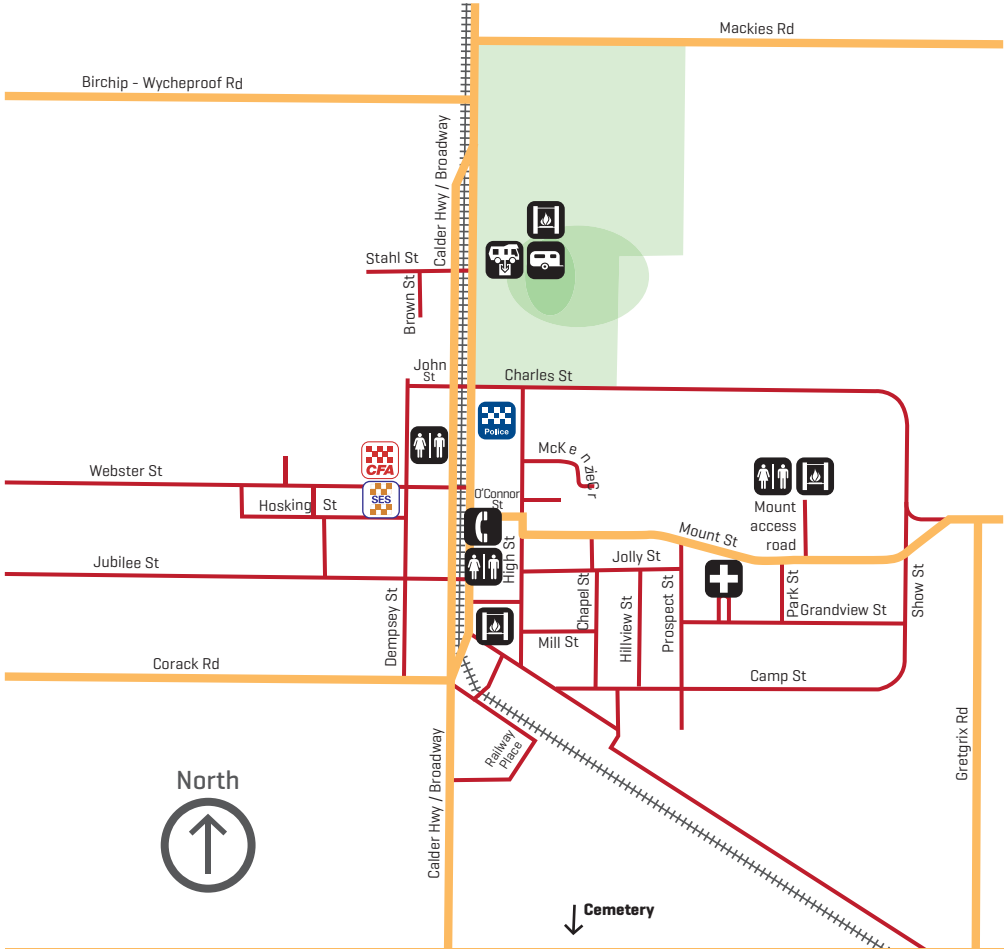 Mackies Rd
Birchip - Wycheproof Rd
Calder Hwy / Broadway
Stahl St
Brown St
John
St
Charles St
Police
McKenzie Cr
CFA
Webster St
SES
O'Connor
St
Hosking St
Mount
access
road
Mount St
Jubilee St
High St
Jolly St
Chapel St
Hillview St
Prospect St
Park St
Grandview St
Show St
Dempsey St
Mill St
Corack Rd
Camp St
Railway
Place
Gretgrix Rd
Calder Hwy / Broadway
North
Cemetery